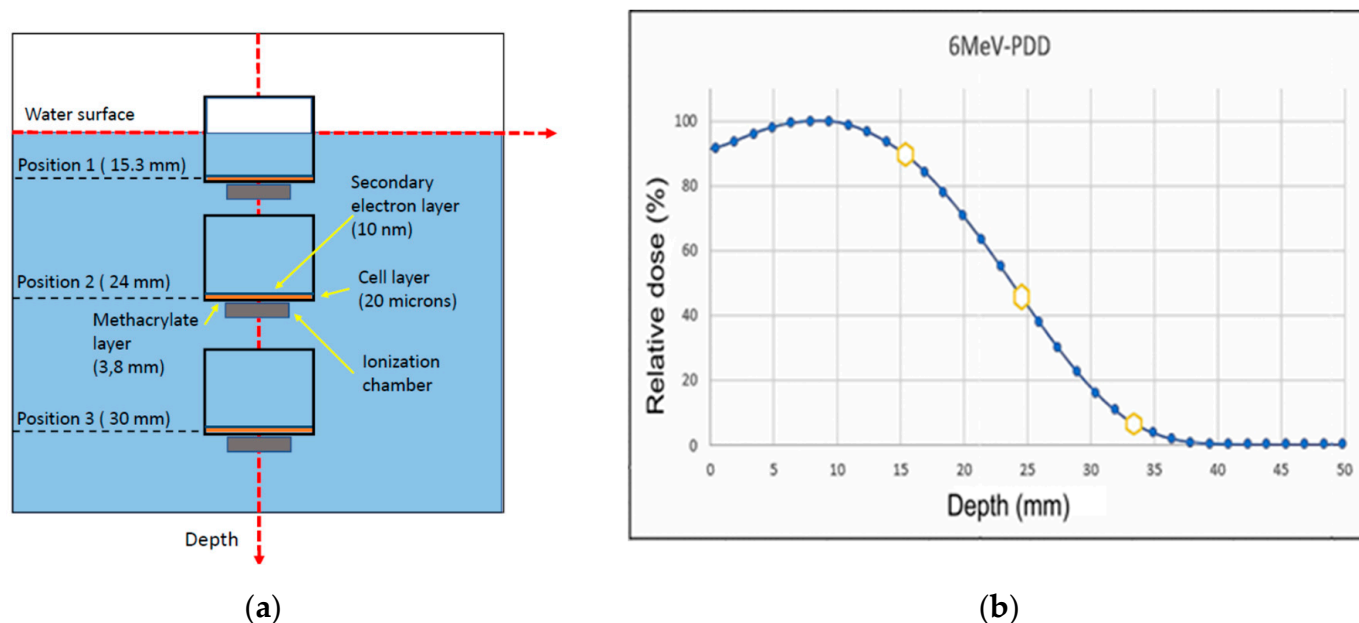 Water surface
Position 1 ( 15.3 mm)
Secondary
electron layer
(10 nm)
Position 2 ( 24 mm)
Cell layer
(20 microns)
Methacrylate
layer
(3,8 mm)
Ionization
chamber
Position 3 ( 30 mm)
Depth
(a)
6MeV-PDD
Relative dose (%)
100
80
60
40
20
0
0 5 10 15 20 25 30 35 40 45 50
Depth (mm)
(b)